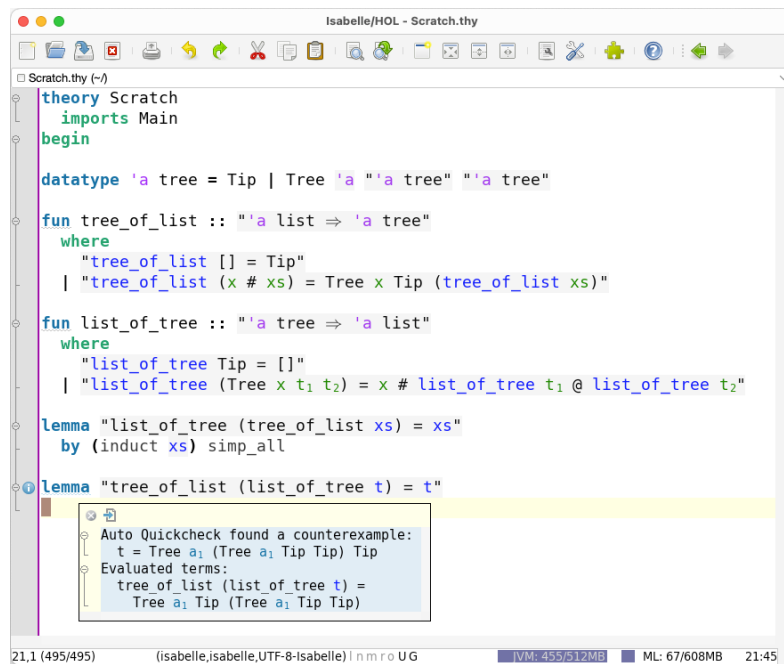 Isabelle/HOL - Scratch.thy
Scratch.thy (~/)
theory Scratch
imports Main
begin
datatype 'a tree = Tip | Tree 'a "'a tree" "'a tree"
fun tree_of_list :: "'a list ⇒ 'a tree"
where
"tree_of_list [] = Tip"
| "tree_of_list (x # xs) = Tree x Tip (tree_of_list xs)"
fun list_of_tree :: "'a tree ⇒ 'a list"
where
"list_of_tree Tip = []"
| "list_of_tree (Tree x t₁ t₂) = x # list_of_tree t₁ @ list_of_tree t₂"
lemma "list_of_tree (tree_of_list xs) = xs"
by (induct xs) simp_all
lemma "tree_of_list (list_of_tree t) = t"
Auto Quickcheck found a counterexample:
t = Tree a₁ (Tree a₁ Tip Tip) Tip
Evaluated terms:
tree_of_list (list_of_tree t) =
Tree a₁ Tip (Tree a₁ Tip Tip)
21,1 (495/495) (isabelle,isabelle,UTF-8-Isabelle) l n m r o U G JVM: 455/512MB ML: 67/608MB 21:45